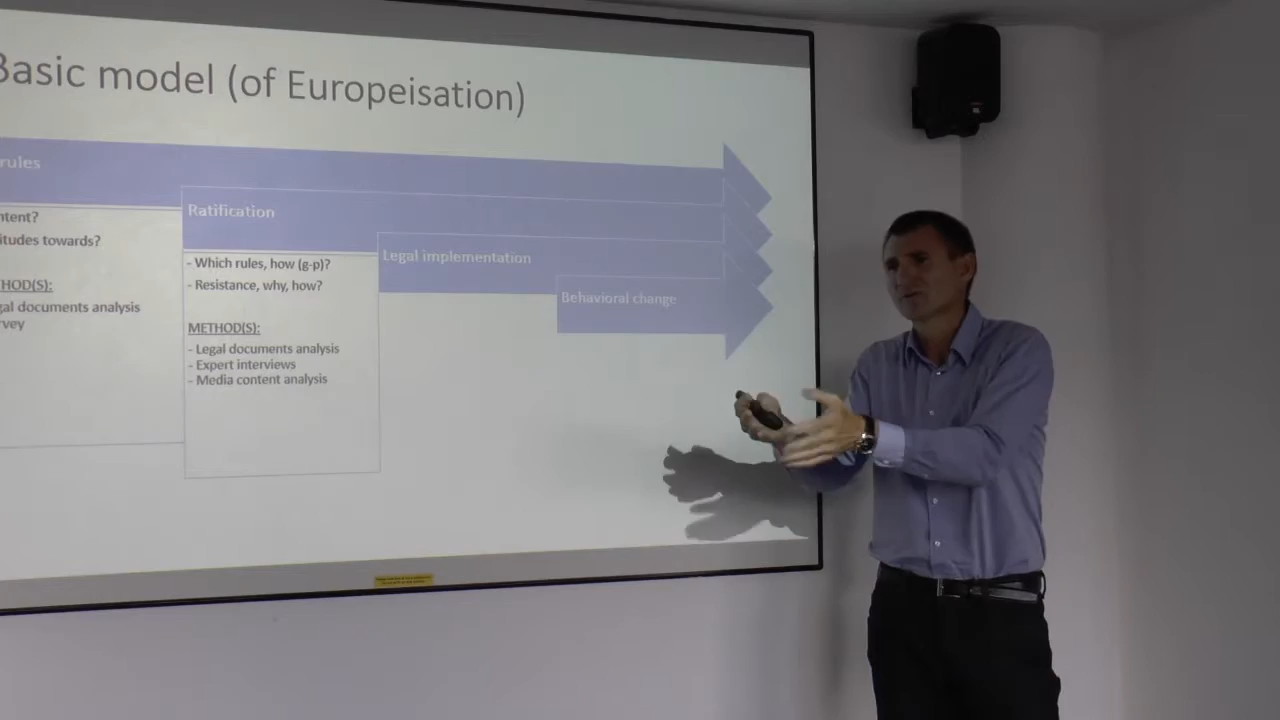 Basic model (of Europeisation)
rules
ntent?
itudes towards?
HOD(S):
gal documents analysis
rvey
Ratification
- Which rules, how (g-p)?
- Resistance, why, how?
METHOD(S):
- Legal documents analysis
- Expert interviews
- Media content analysis
Legal implementation
Behavioral change